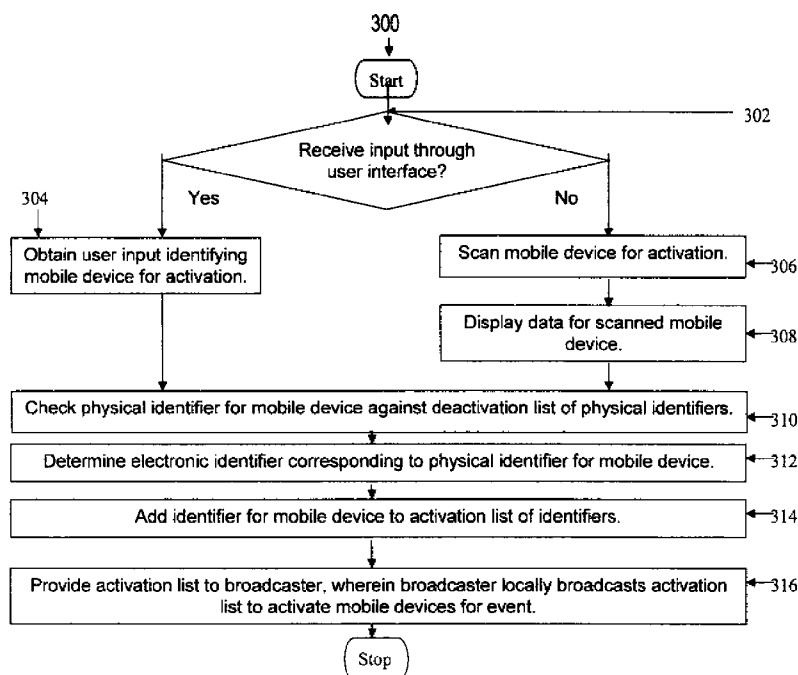 300
Start
302
Receive input through
user interface?
Yes
No
304
Obtain user input identifying
mobile device for activation.
Scan mobile device for activation.
306
Display data for scanned mobile
device.
308
Check physical identifier for mobile device against deactivation list of physical identifiers.
310
Determine electronic identifier corresponding to physical identifier for mobile device.
312
Add identifier for mobile device to activation list of identifiers.
314
Provide activation list to broadcaster, wherein broadcaster locally broadcasts activation
list to activate mobile devices for event.
316
Stop